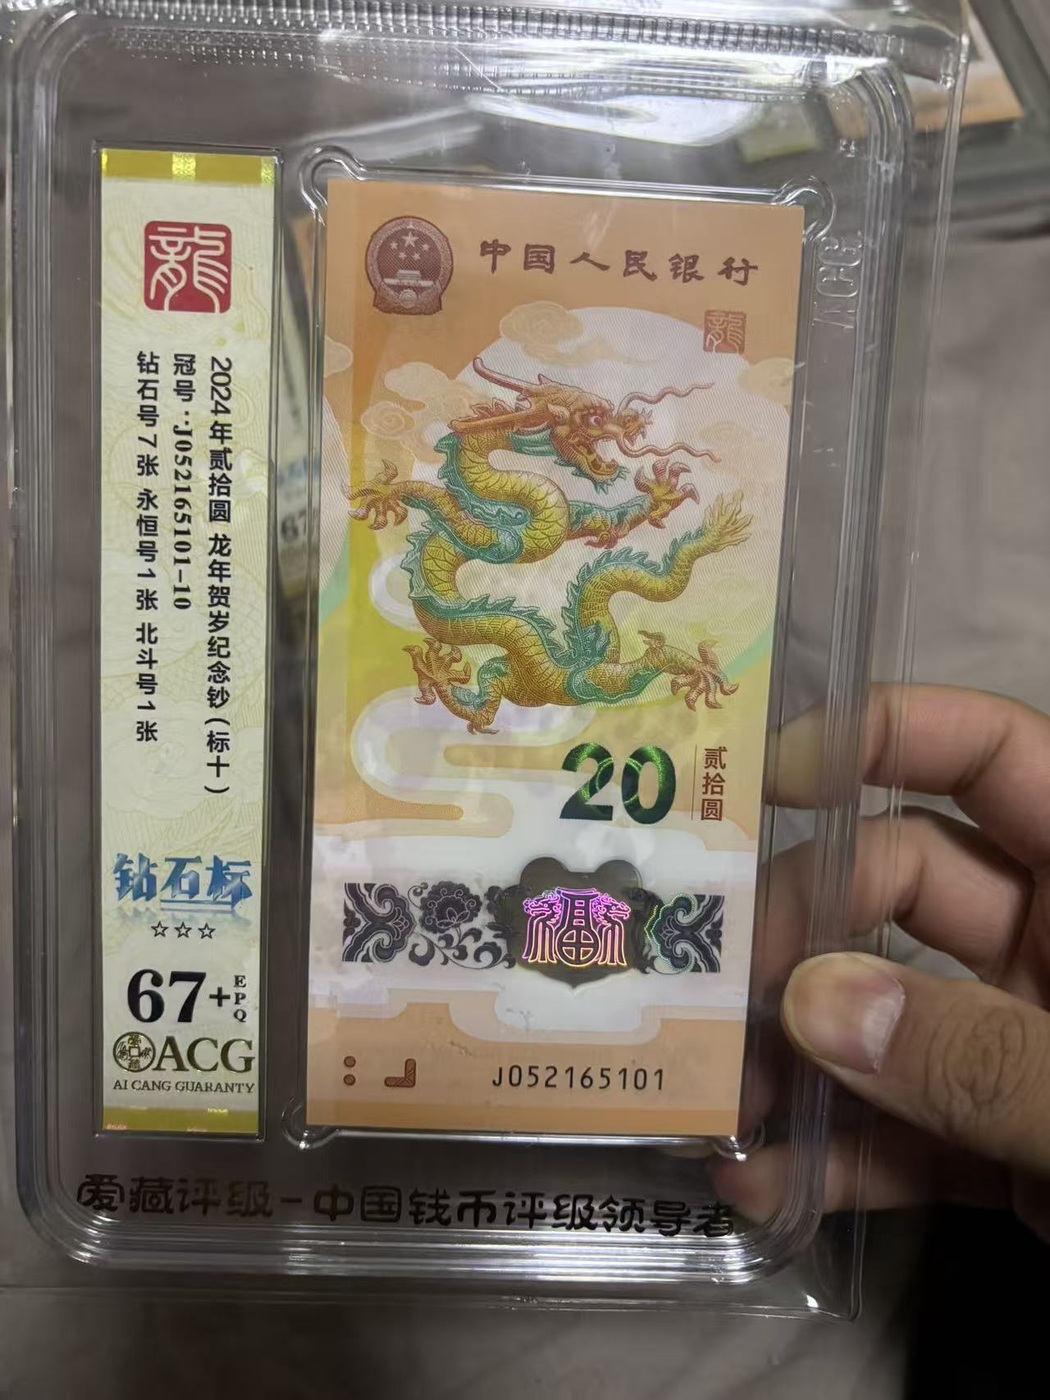 龍
2024年贰拾圆 龙年贺岁纪念钞(标十)
冠号:J052165101-10
钻石号7张 永恒号1张 北斗号1张
钻石标
☆☆☆
67+EPQ
ACG
AI CANG GUARANTY
中国人民银行
龍
20
贰拾圆
福
J052165101
ACG
爱藏评级-中国钱币评级领导者
67